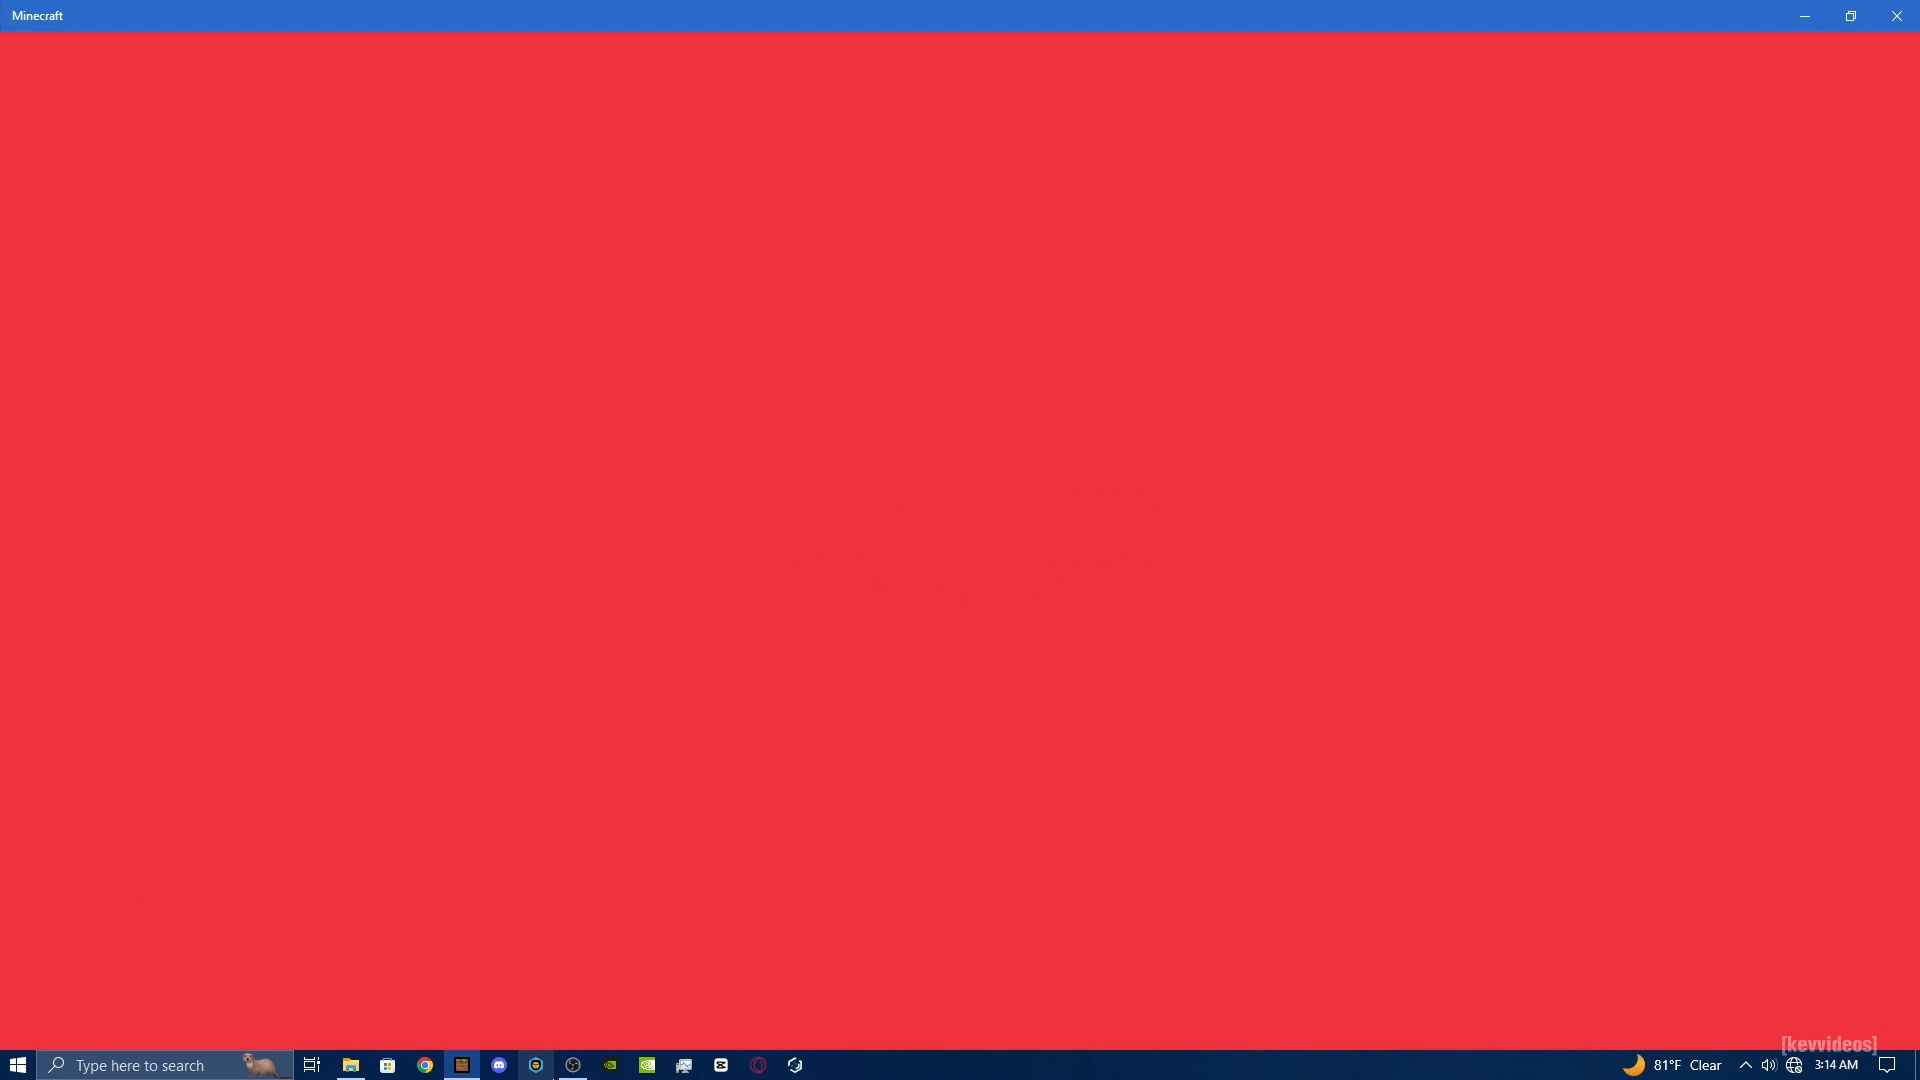 Minecraft
[kevvideos]
Type here to search
81°F Clear
3:14 AM